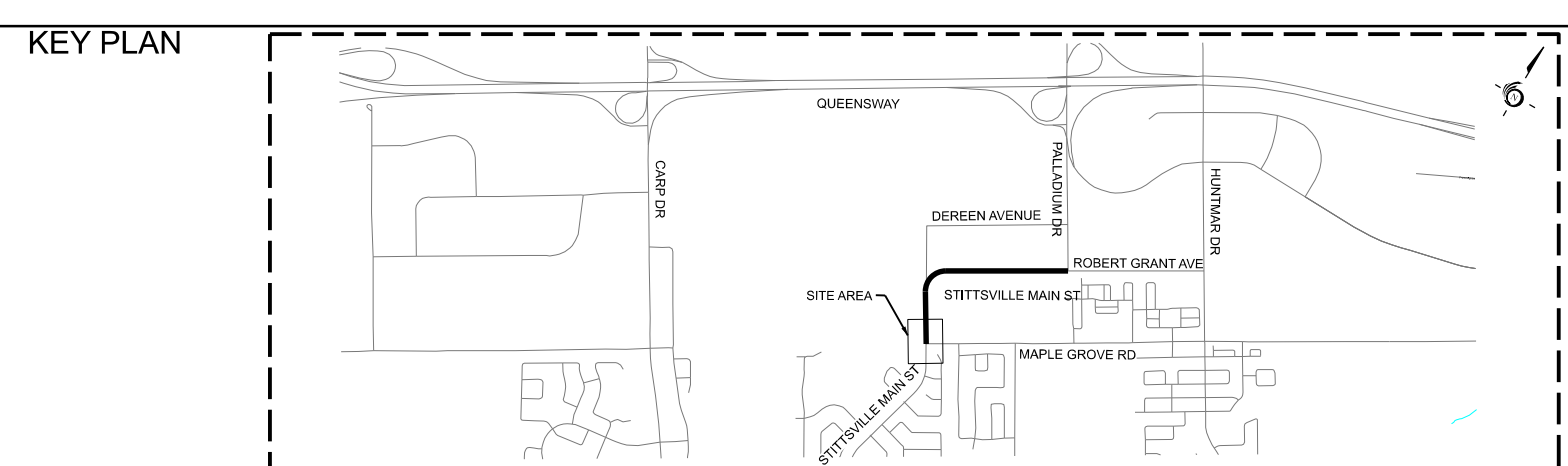 KEY PLAN
QUEENSWAY
CARP DR
PALLADIUM DR
HUNTMAR DR
DEREEN AVENUE
ROBERT GRANT AVE
SITE AREA
STITTSVILLE MAIN ST
MAPLE GROVE RD
STITTSVILLE MAIN ST
N